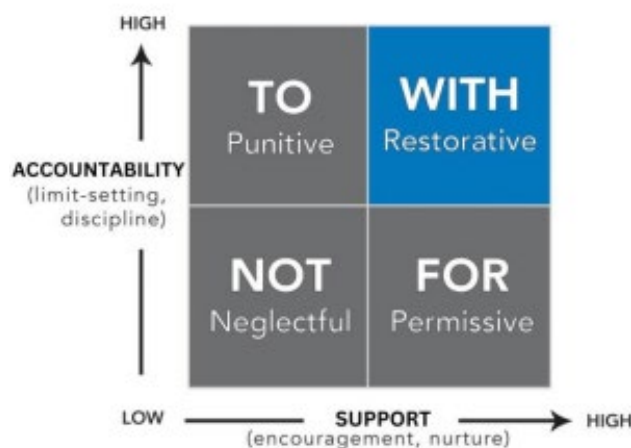 HIGH
TO
Punitive
WITH
Restorative
ACCOUNTABILITY
(limit-setting,
discipline)
NOT
Neglectful
FOR
Permissive
LOW
SUPPORT
(encouragement, nurture)
HIGH